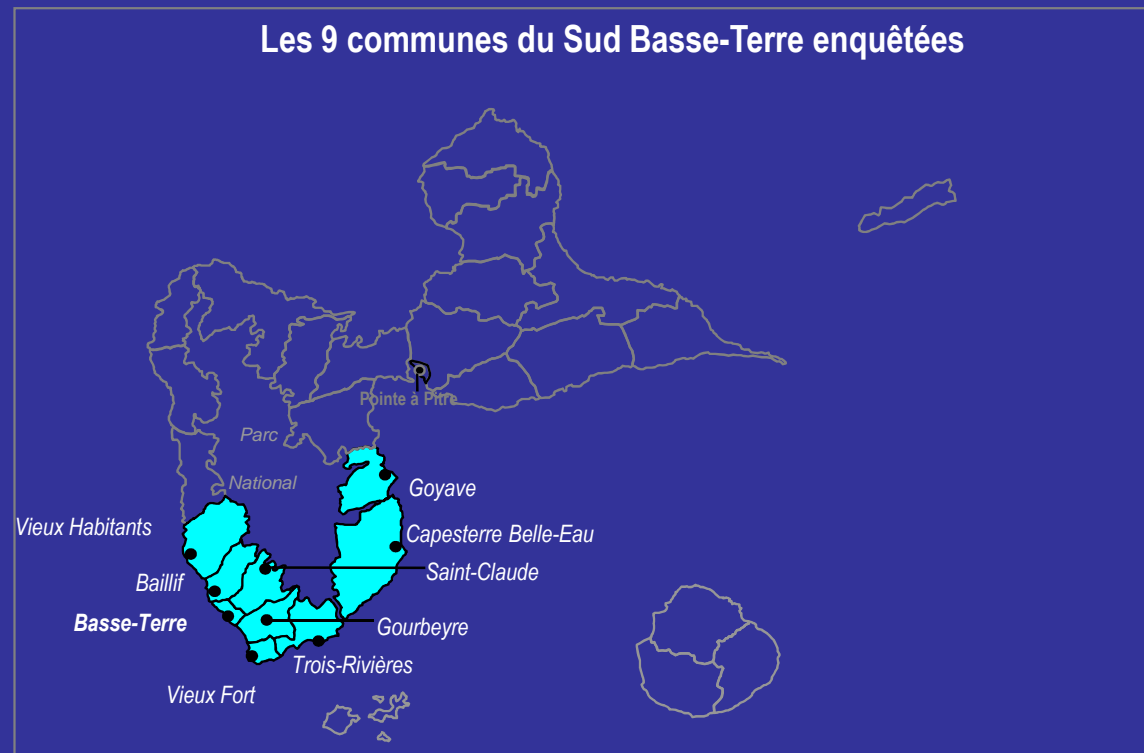 Les 9 communes du Sud Basse-Terre enquêtées
Pointe à Pitre
Parc
National
Goyave
Vieux Habitants
Capesterre Belle-Eau
Saint-Claude
Baillif
Basse-Terre
Gourbeyre
Trois-Rivières
Vieux Fort